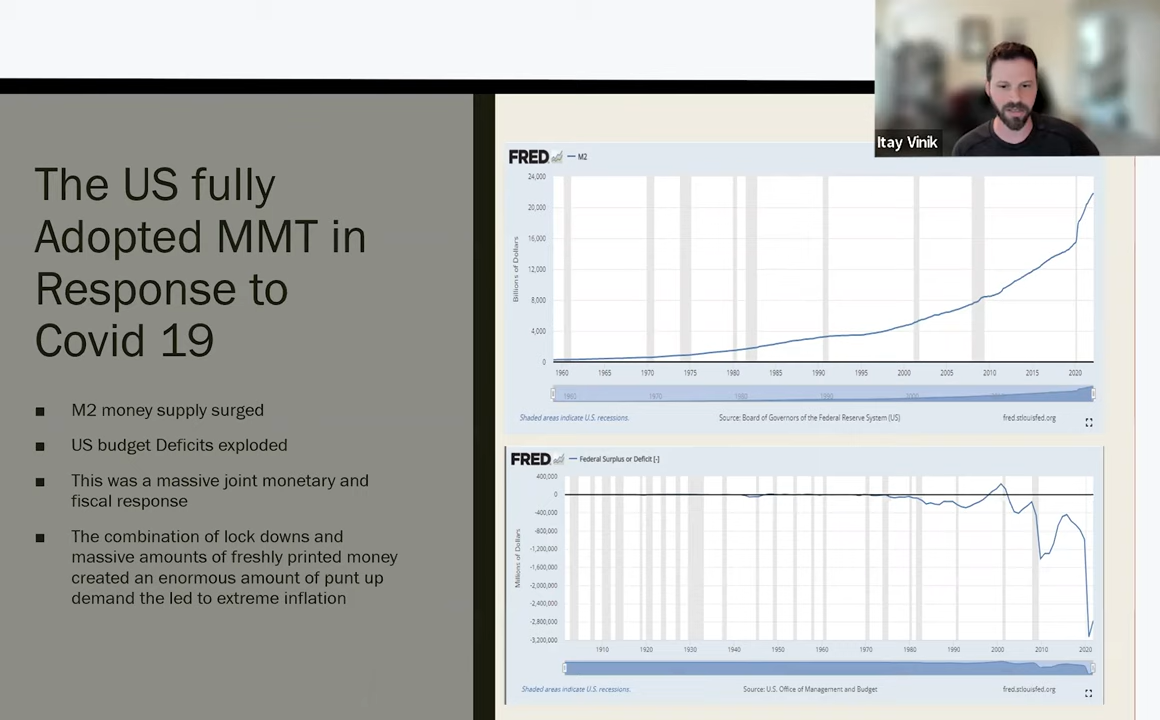 Itay Vinik
The US fully
Adopted MMT in
Response to
Covid 19
■ M2 money supply surged
■ US budget Deficits exploded
■ This was a massive joint monetary and
fiscal response
■ The combination of lock downs and
massive amounts of freshly printed money
created an enormous amount of punt up
demand the led to extreme inflation
FRED — M2
Billions of Dollars
24,000
20,000
16,000
12,000
8,000
4,000
0
1960 1965 1970 1975 1980 1985 1990 1995 2000 2005 2010 2015 2020
1960 1970 1980 1990 2000 2010
Shaded areas indicate U.S. recessions. Source: Board of Governors of the Federal Reserve System (US) fred.stlouisfed.org
FRED — Federal Surplus or Deficit [-]
Millions of Dollars
400,000
0
-400,000
-800,000
-1,200,000
-1,600,000
-2,000,000
-2,400,000
-2,800,000
-3,200,000
1910 1920 1930 1940 1950 1960 1970 1980 1990 2000 2010 2020
Shaded areas indicate U.S. recessions. Source: U.S. Office of Management and Budget fred.stlouisfed.org